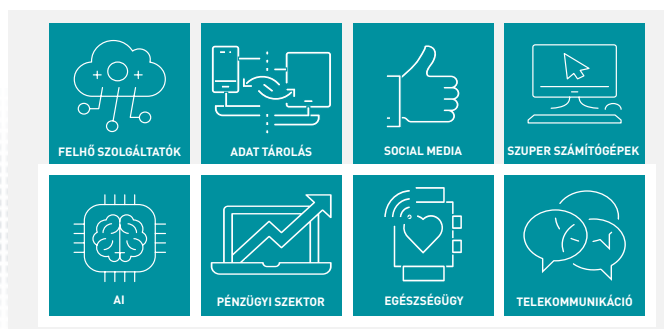 FELHŐ SZOLGÁLTATÓK
ADAT TÁROLÁS
SOCIAL MEDIA
SZUPER SZÁMÍTÓGÉPEK
AI
PÉNZÜGYI SZEKTOR
EGÉSZSÉGÜGY
TELEKOMMUNIKÁCIÓ